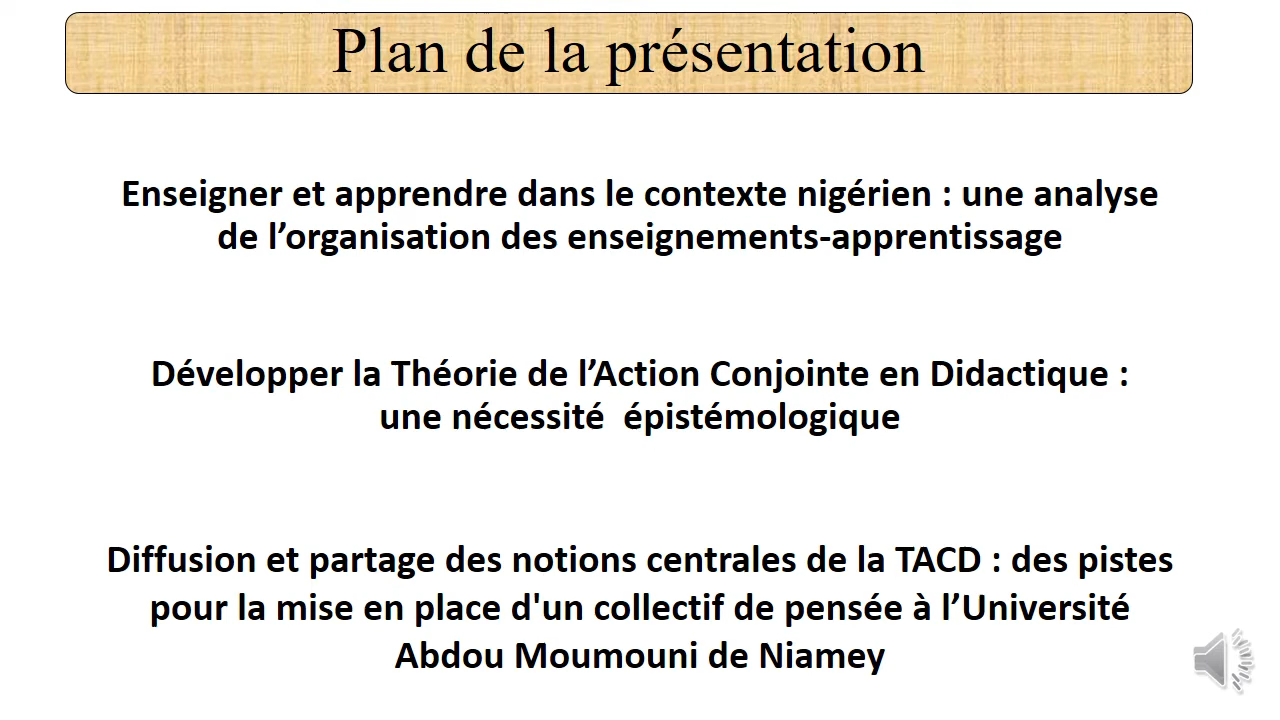 Plan de la présentation
Enseigner et apprendre dans le contexte nigérien : une analyse
de l’organisation des enseignements-apprentissage
Développer la Théorie de l’Action Conjointe en Didactique :
une nécessité  épistémologique
Diffusion et partage des notions centrales de la TACD : des pistes
pour la mise en place d'un collectif de pensée à l’Université
Abdou Moumouni de Niamey